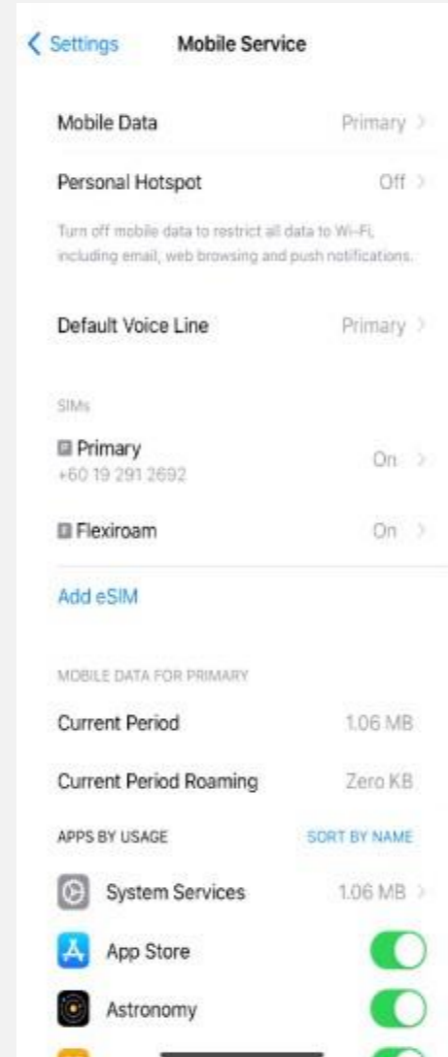 Settings
Mobile Service
Mobile Data
Primary
Personal Hotspot
Off
Turn off mobile data to restrict all data to Wi-Fi,
including email, web browsing and push notifications.
Default Voice Line
Primary
SIMs
P Primary
On
+60 19 291 2692
F Flexiroam
On
Add eSIM
MOBILE DATA FOR PRIMARY
Current Period
1.06 MB
Current Period Roaming
Zero KB
APPS BY USAGE
SORT BY NAME
System Services
1.06 MB
App Store
Astronomy